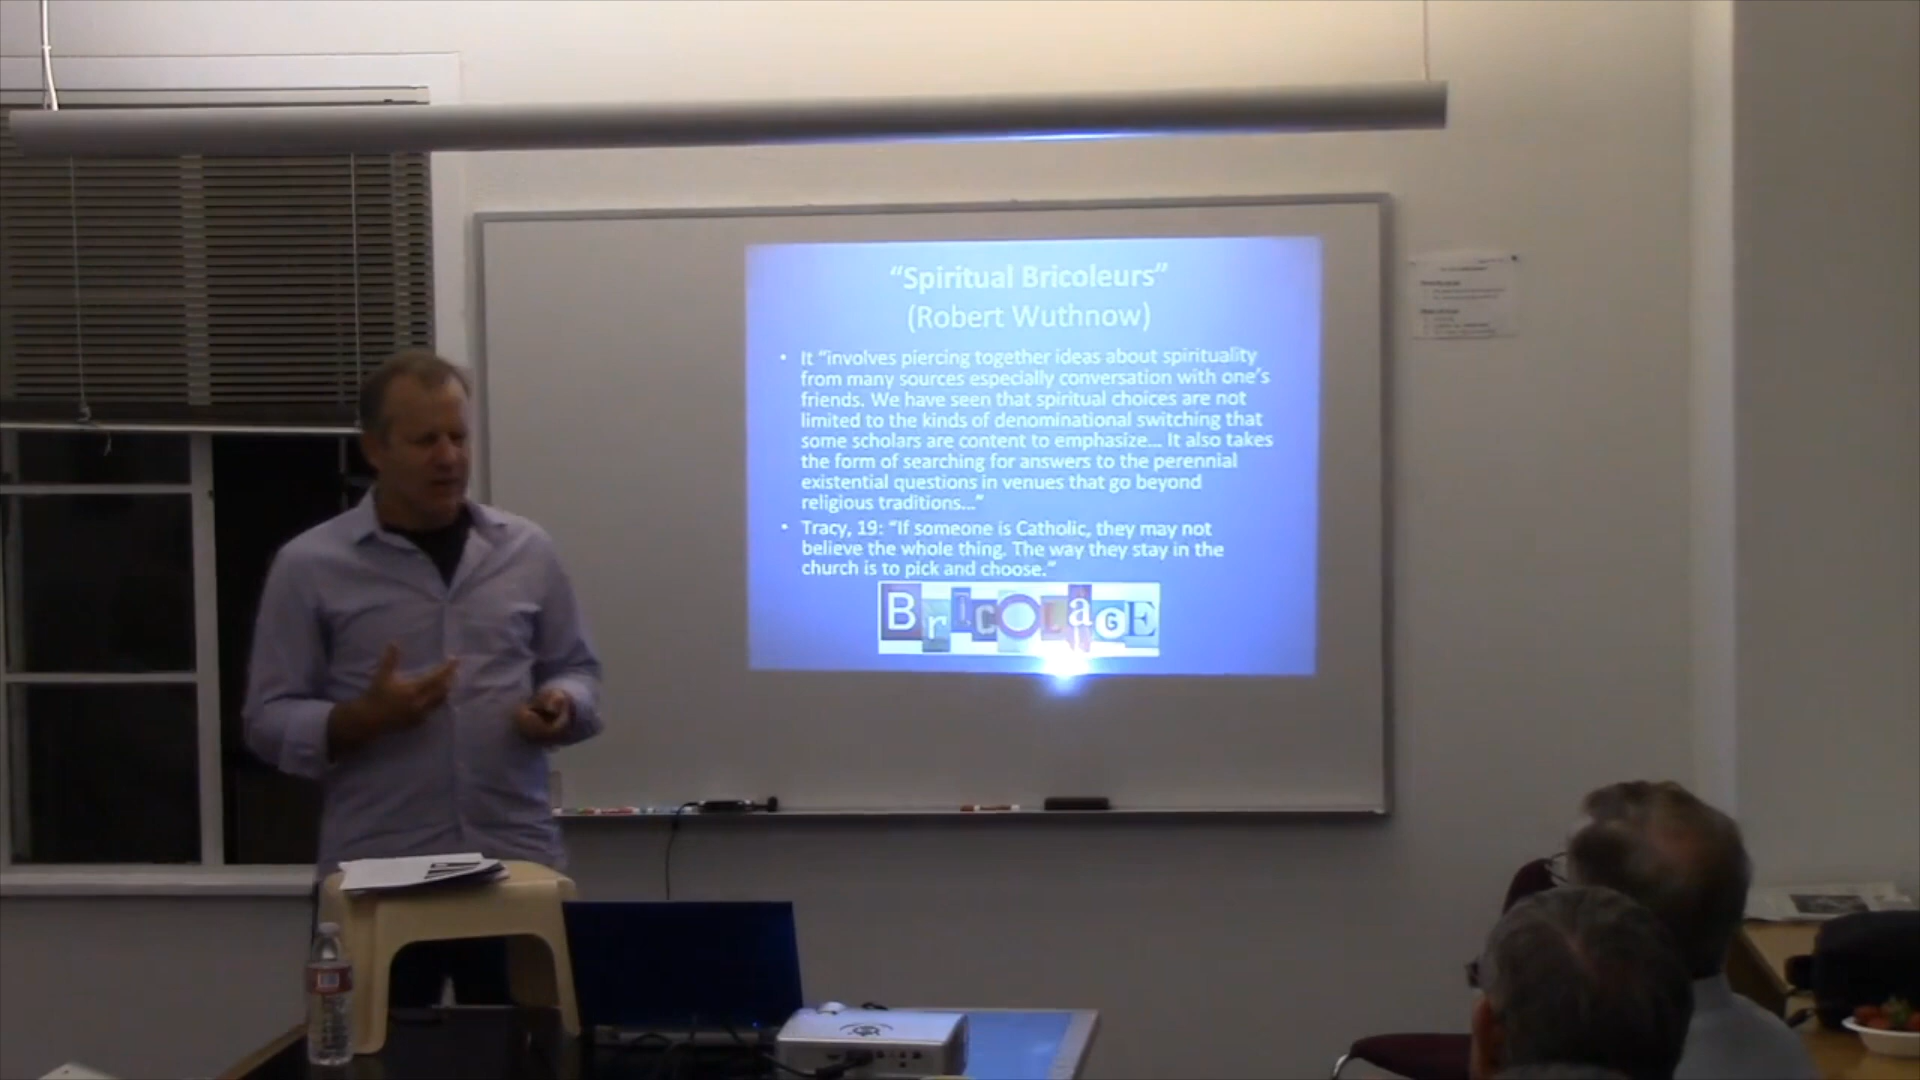 “Spiritual Bricoleurs”
(Robert Wuthnow)
• It “involves piercing together ideas about spirituality
from many sources especially conversation with one’s
friends. We have seen that spiritual choices are not
limited to the kinds of denominational switching that
some scholars are content to emphasize... It also takes
the form of searching for answers to the perennial
existential questions in venues that go beyond
religious traditions...”
• Tracy, 19: “If someone is Catholic, they may not
believe the whole thing. The way they stay in the
church is to pick and choose.”
BricolaGE